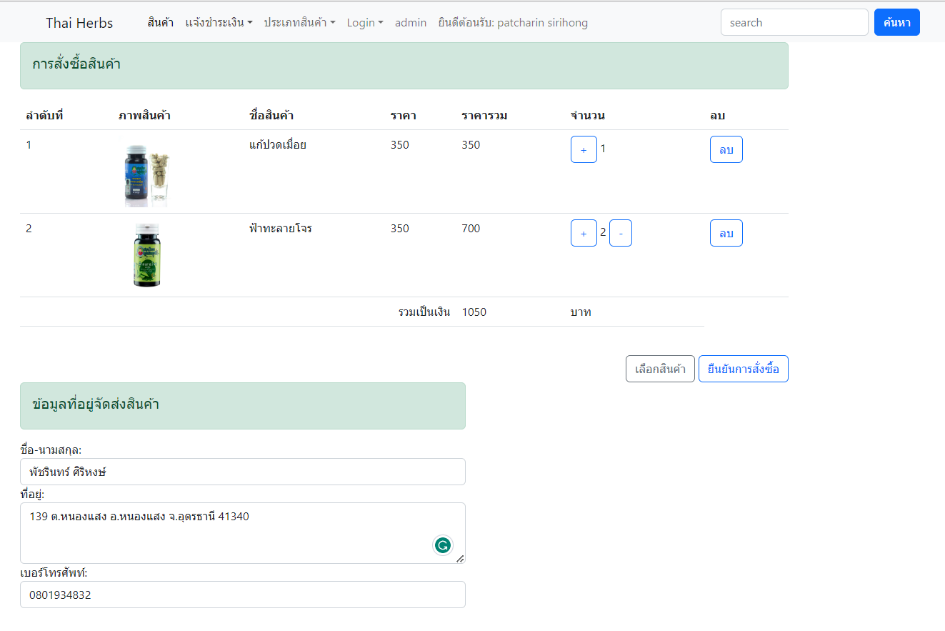 Thai Herbs สินค้า แจ้งชำระเงิน ประเภทสินค้า Login admin ยินดีต้อนรับ: patcharin sirihong search ค้นหา
การสั่งซื้อสินค้า
ลำดับที่ ภาพสินค้า ชื่อสินค้า ราคา ราคารวม จำนวน ลบ
1 แก้ปวดเมื่อย 350 350 + 1 ลบ
2 ฟ้าทะลายโจร 350 700 + 2 - ลบ
รวมเป็นเงิน 1050 บาท
เลือกสินค้า ยืนยันการสั่งซื้อ
ข้อมูลที่อยู่จัดส่งสินค้า
ชื่อ-นามสกุล:
พัชรินทร์ ศิริหงษ์
ที่อยู่:
139 ต.หนองแสง อ.หนองแสง จ.อุดรธานี 41340
เบอร์โทรศัพท์:
0801934832